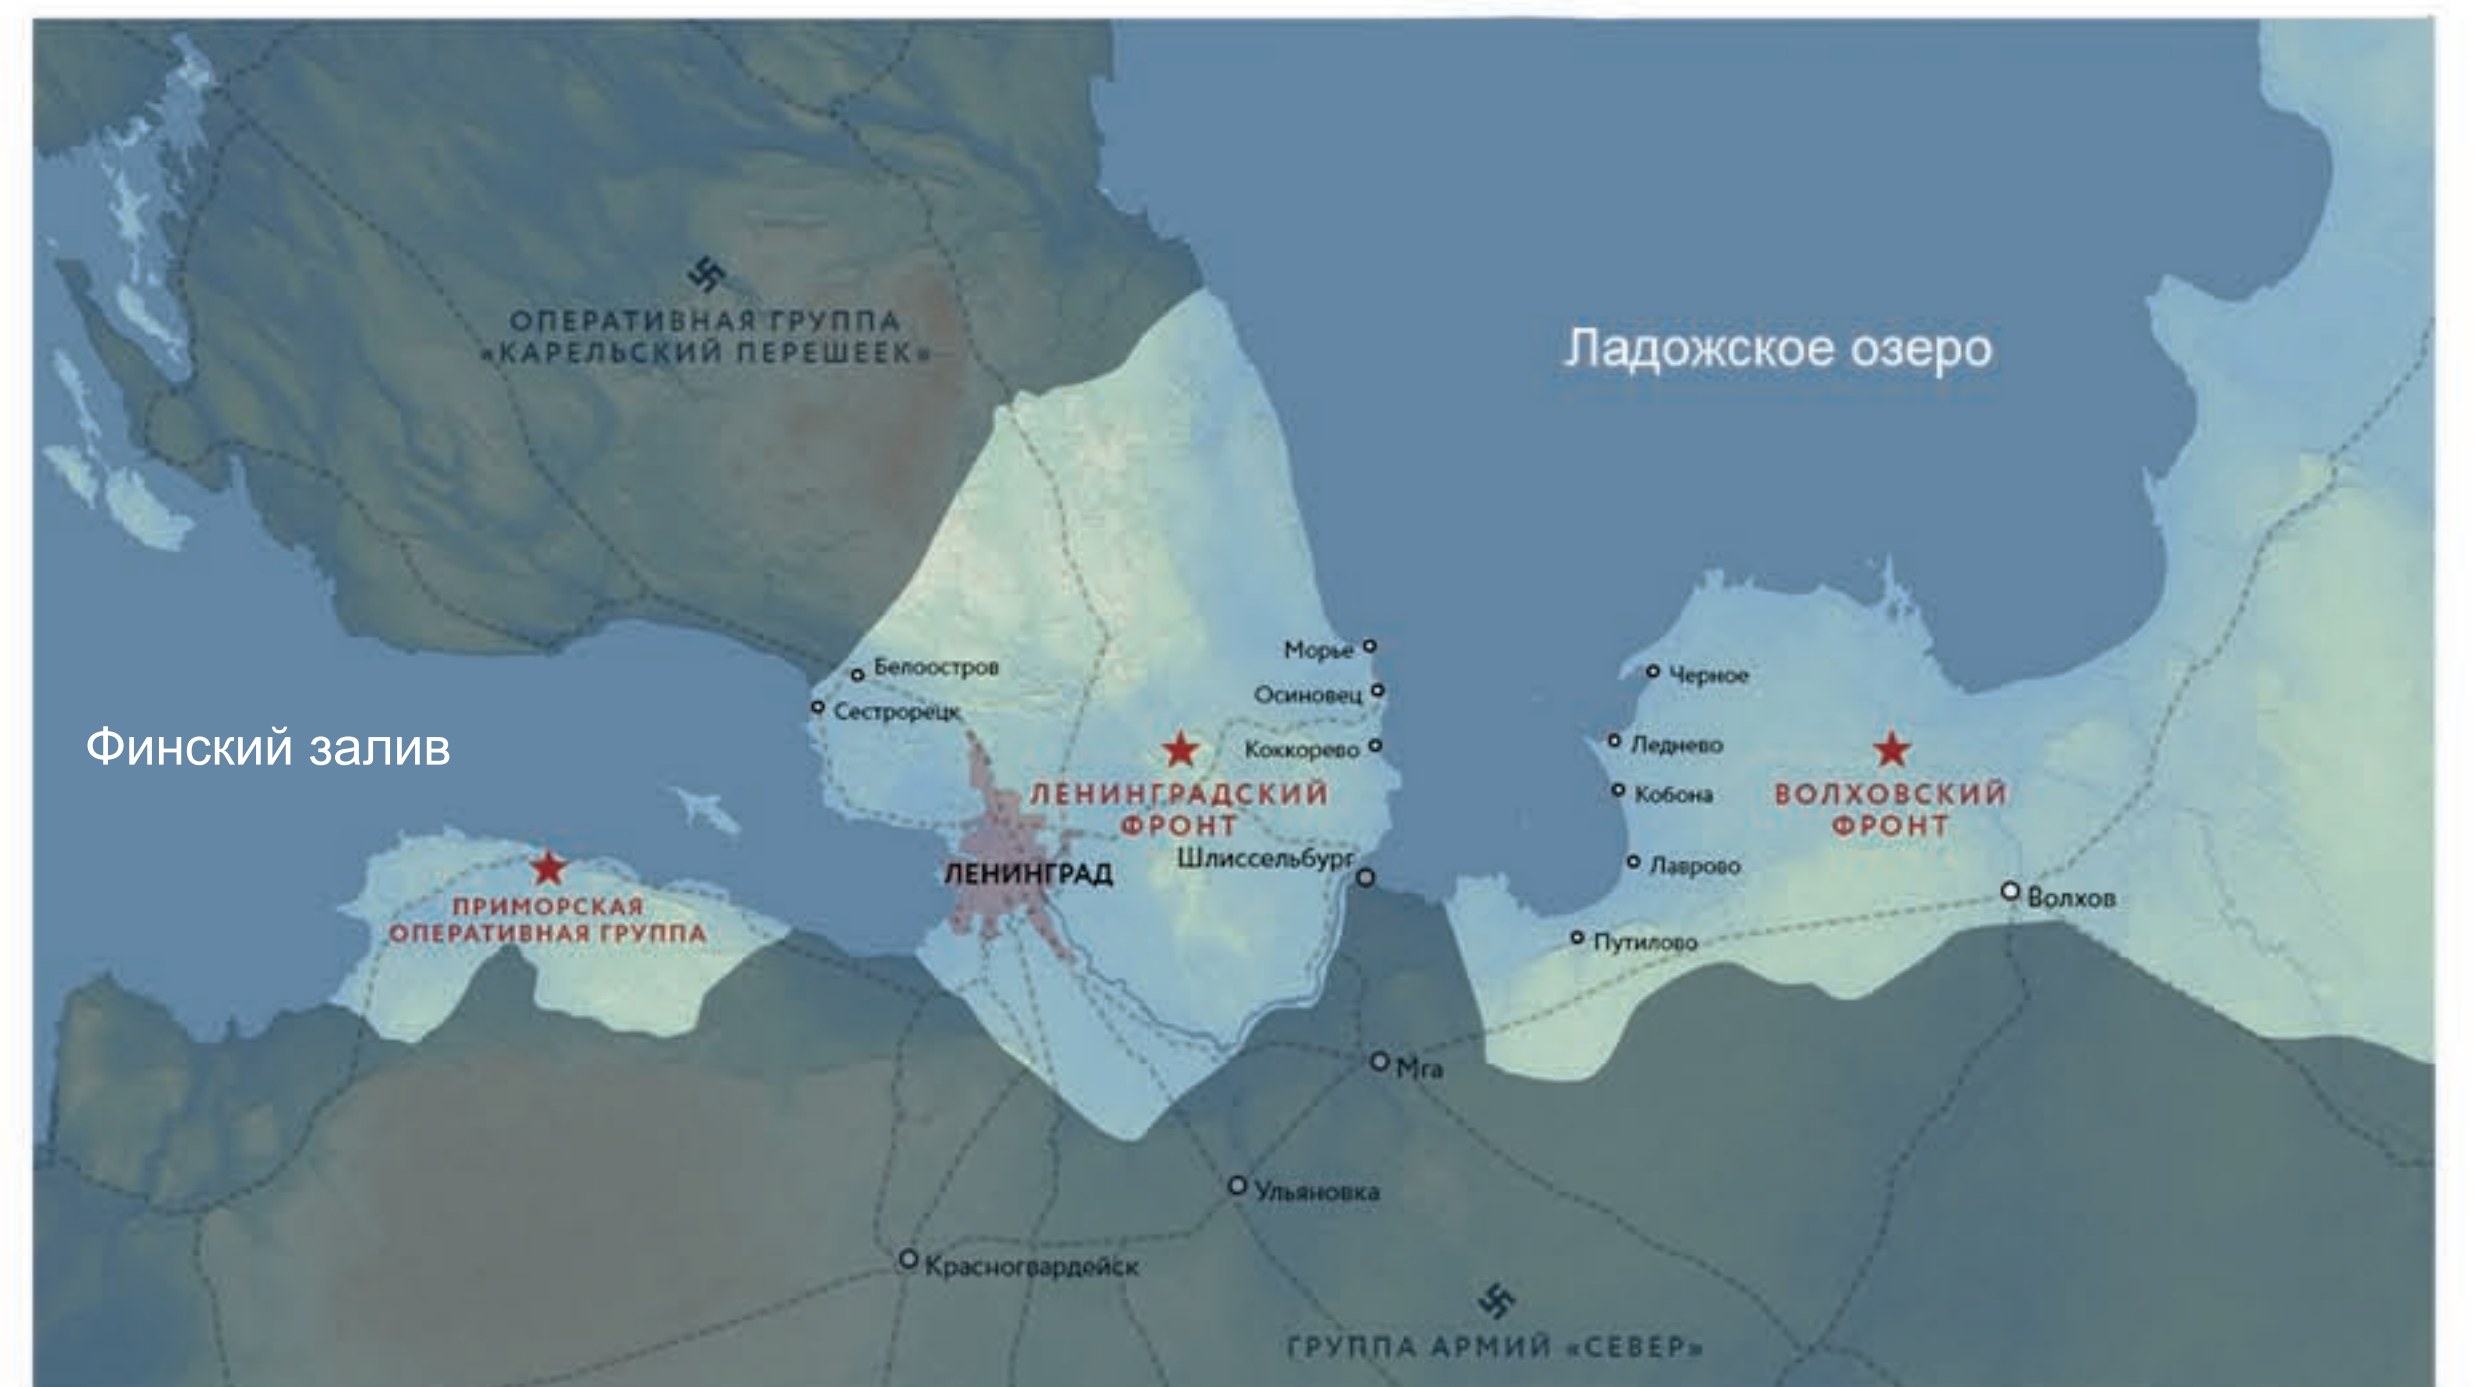 ОПЕРАТИВНАЯ ГРУППА
«КАРЕЛЬСКИЙ ПЕРЕШЕЕК»
Ладожское озеро
Морье
Белоостров
Черное
Осиновец
Сестрорецк
Финский залив
Коккорево
Леднево
ЛЕНИНГРАДСКИЙ
ФРОНТ
Кобона
ВОЛХОВСКИЙ
ФРОНТ
Шлиссельбург
Лаврово
ЛЕНИНГРАД
Волхов
ПРИМОРСКАЯ
ОПЕРАТИВНАЯ ГРУППА
Путилово
Мга
Ульяновка
Красногвардейск
ГРУППА АРМИЙ «СЕВЕР»